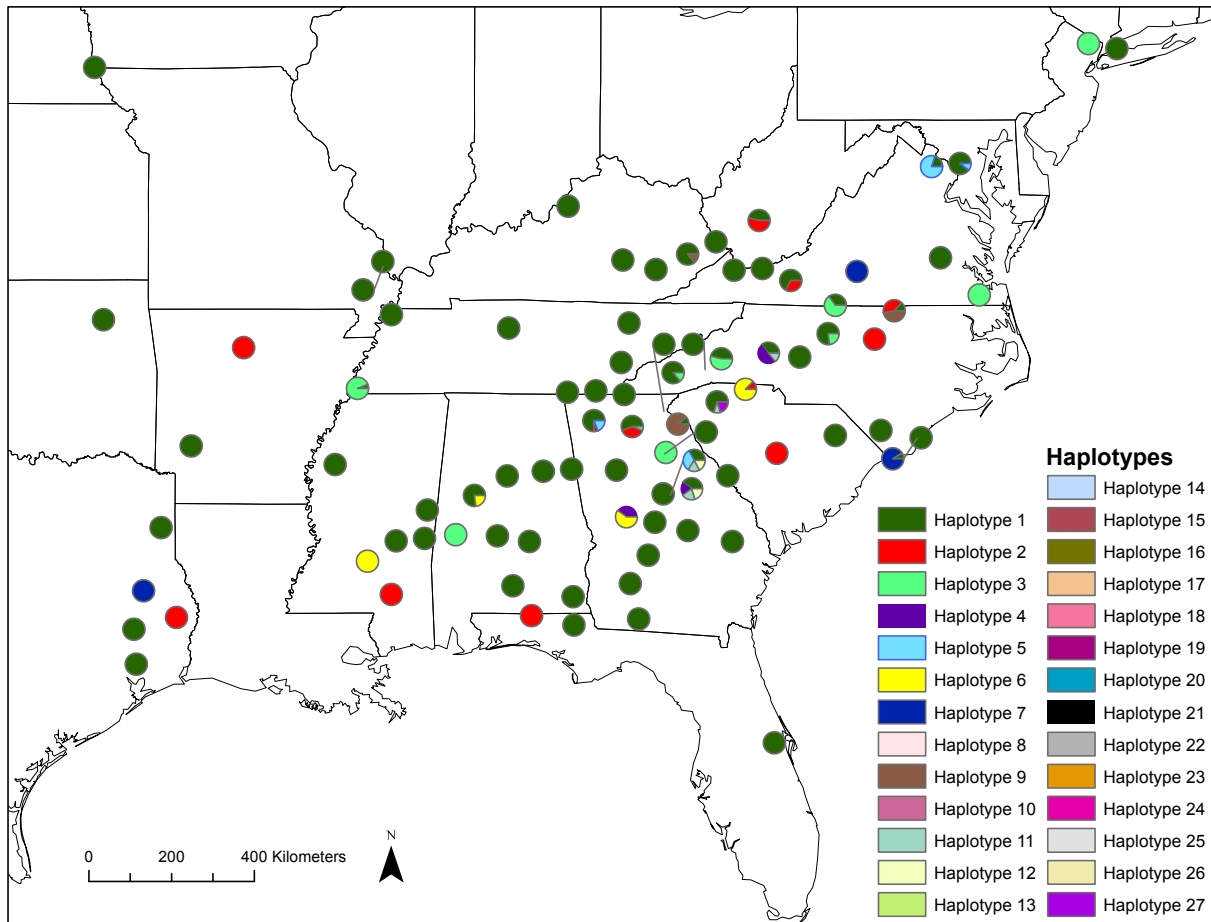 Haplotypes
Haplotype 1
Haplotype 2
Haplotype 3
Haplotype 4
Haplotype 5
Haplotype 6
Haplotype 7
Haplotype 8
Haplotype 9
Haplotype 10
Haplotype 11
Haplotype 12
Haplotype 13
Haplotype 14
Haplotype 15
Haplotype 16
Haplotype 17
Haplotype 18
Haplotype 19
Haplotype 20
Haplotype 21
Haplotype 22
Haplotype 23
Haplotype 24
Haplotype 25
Haplotype 26
Haplotype 27
N
0 200 400 Kilometers